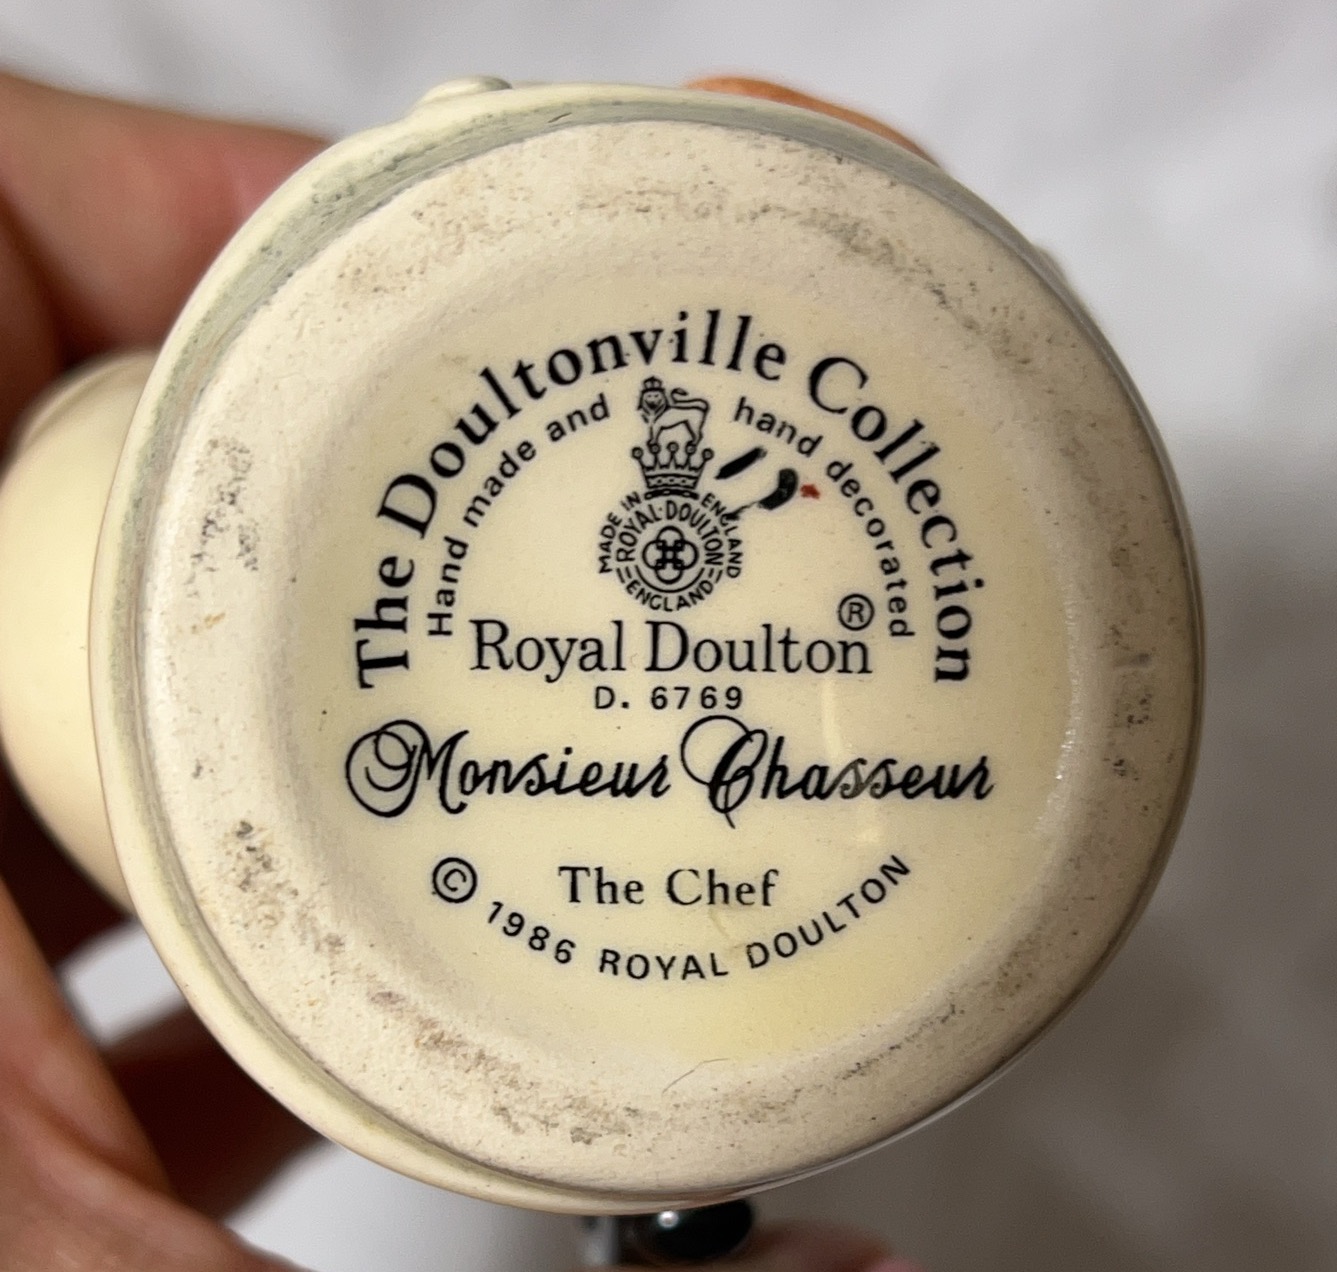 The Doultonville Collection
Hand made and hand decorated
MADE IN ENGLAND
ROYAL·DOULTON
ENGLAND
Royal Doulton®
D. 6769
Monsieur Chasseur
The Chef
© 1986 ROYAL DOULTON